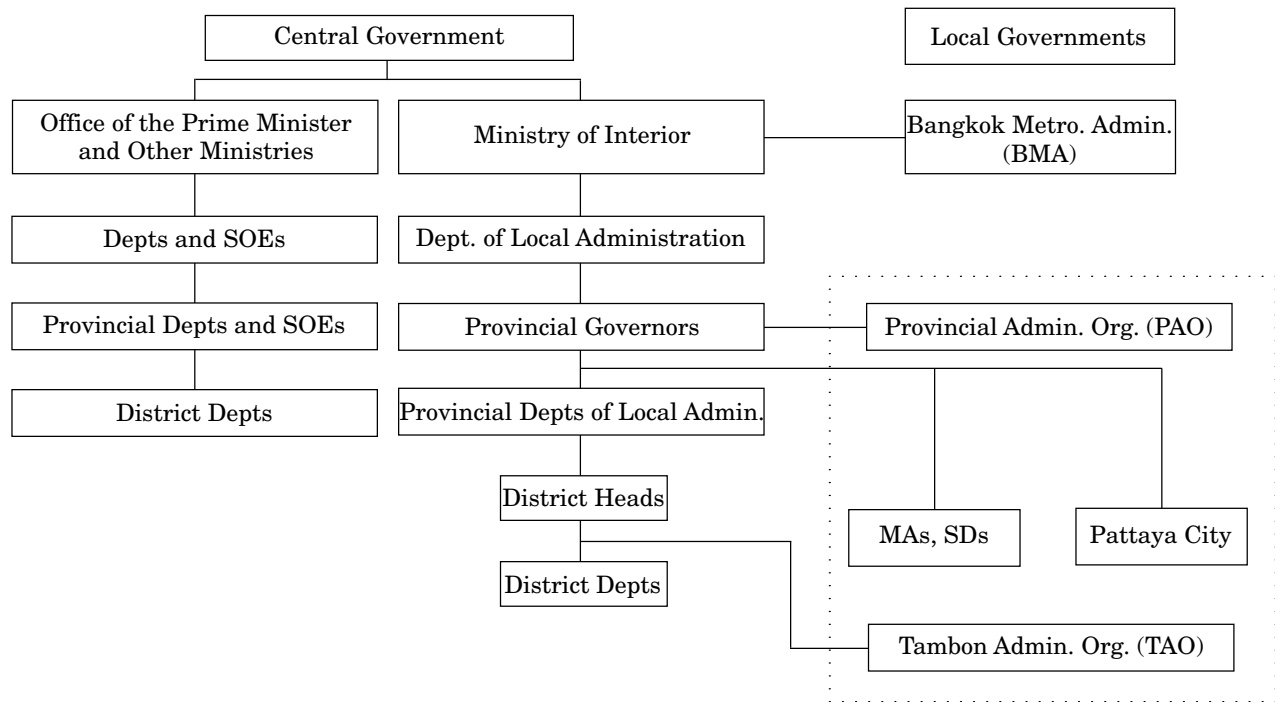 Central Government
Local Governments
Office of the Prime Minister
and Other Ministries
Ministry of Interior
Bangkok Metro. Admin.
(BMA)
Depts and SOEs
Dept. of Local Administration
Provincial Depts and SOEs
Provincial Governors
Provincial Admin. Org. (PAO)
District Depts
Provincial Depts of Local Admin.
District Heads
MAs, SDs
Pattaya City
District Depts
Tambon Admin. Org. (TAO)